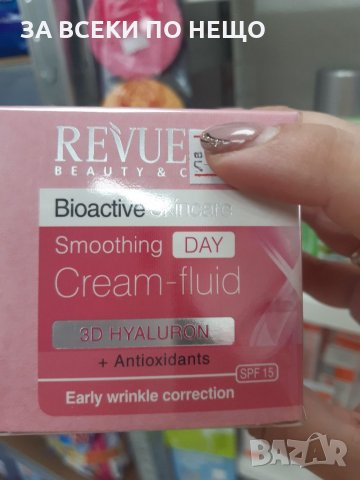 ЗА ВСЕКИ ПО НЕЩО
REVUE
BEAUTY & C
Bioactive Skincare
Smoothing DAY
Cream-fluid
3D HYALURON
+ Antioxidants
SPF 15
Early wrinkle correction
BAZAR